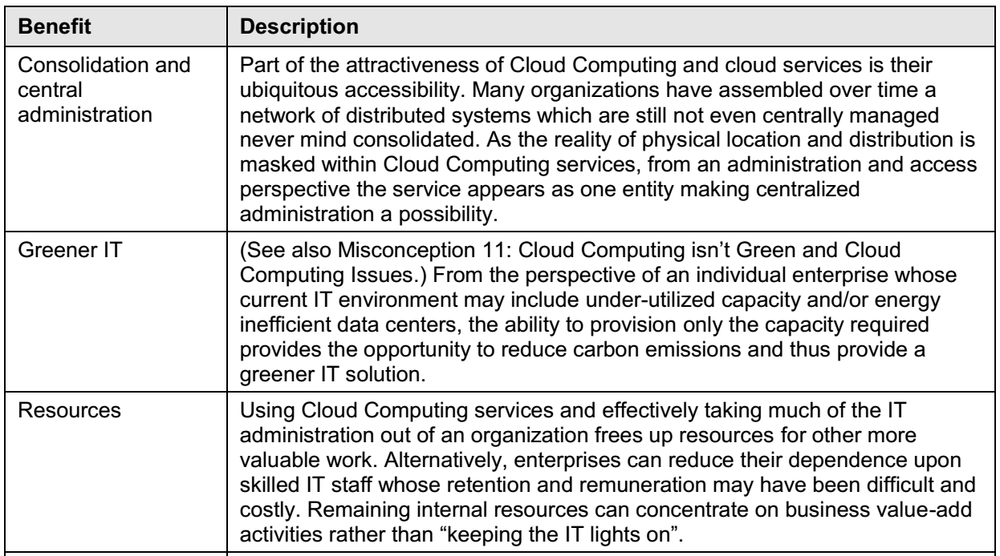 Benefit Description
Consolidation and central administration
Part of the attractiveness of Cloud Computing and cloud services is their
ubiquitous accessibility. Many organizations have assembled over time a
network of distributed systems which are still not even centrally managed
never mind consolidated. As the reality of physical location and distribution is
masked within Cloud Computing services, from an administration and access
perspective the service appears as one entity making centralized
administration a possibility.
Greener IT
(See also Misconception 11: Cloud Computing isn’t Green and Cloud
Computing Issues.) From the perspective of an individual enterprise whose
current IT environment may include under-utilized capacity and/or energy
inefficient data centers, the ability to provision only the capacity required
provides the opportunity to reduce carbon emissions and thus provide a
greener IT solution.
Resources
Using Cloud Computing services and effectively taking much of the IT
administration out of an organization frees up resources for other more
valuable work. Alternatively, enterprises can reduce their dependence upon
skilled IT staff whose retention and remuneration may have been difficult and
costly. Remaining internal resources can concentrate on business value-add
activities rather than “keeping the IT lights on”.